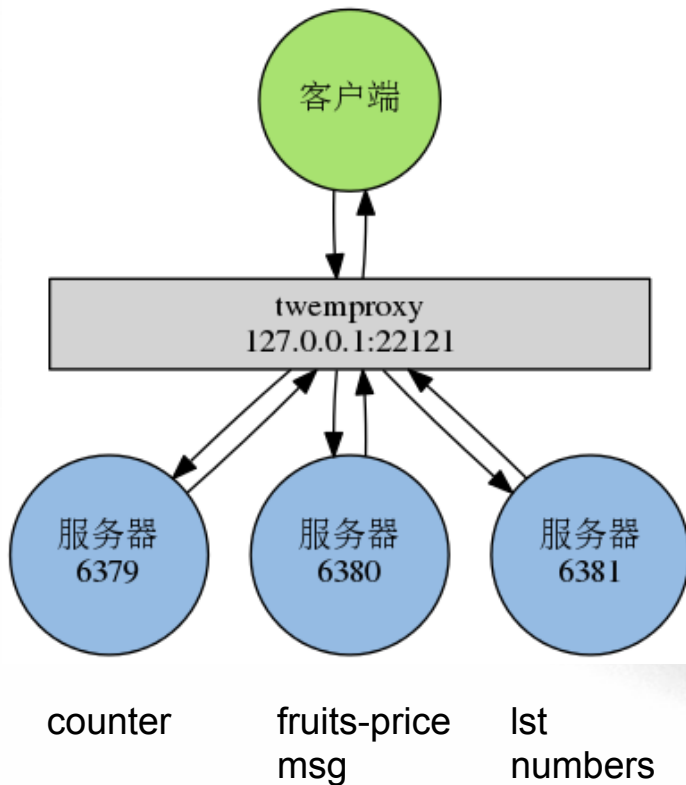 客户端
twemproxy
127.0.0.1:22121
服务器
6379
服务器
6380
服务器
6381
counter
fruits-price
msg
lst
numbers